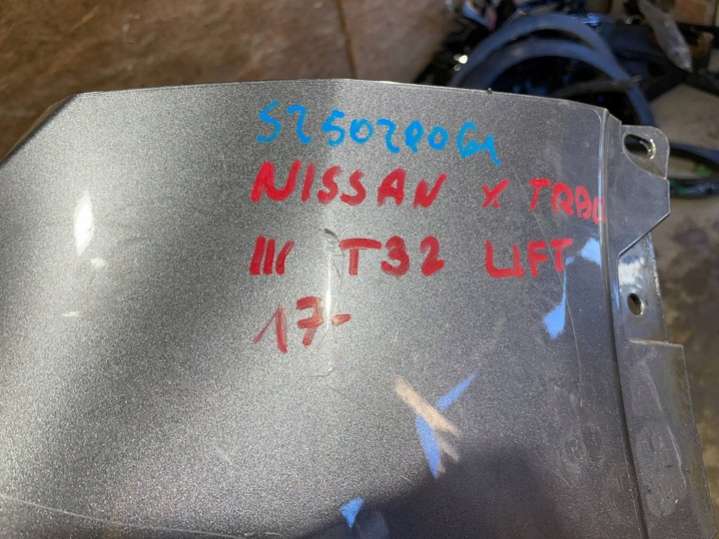 NISSAN X TRAIL
III T32 LIFT
17-